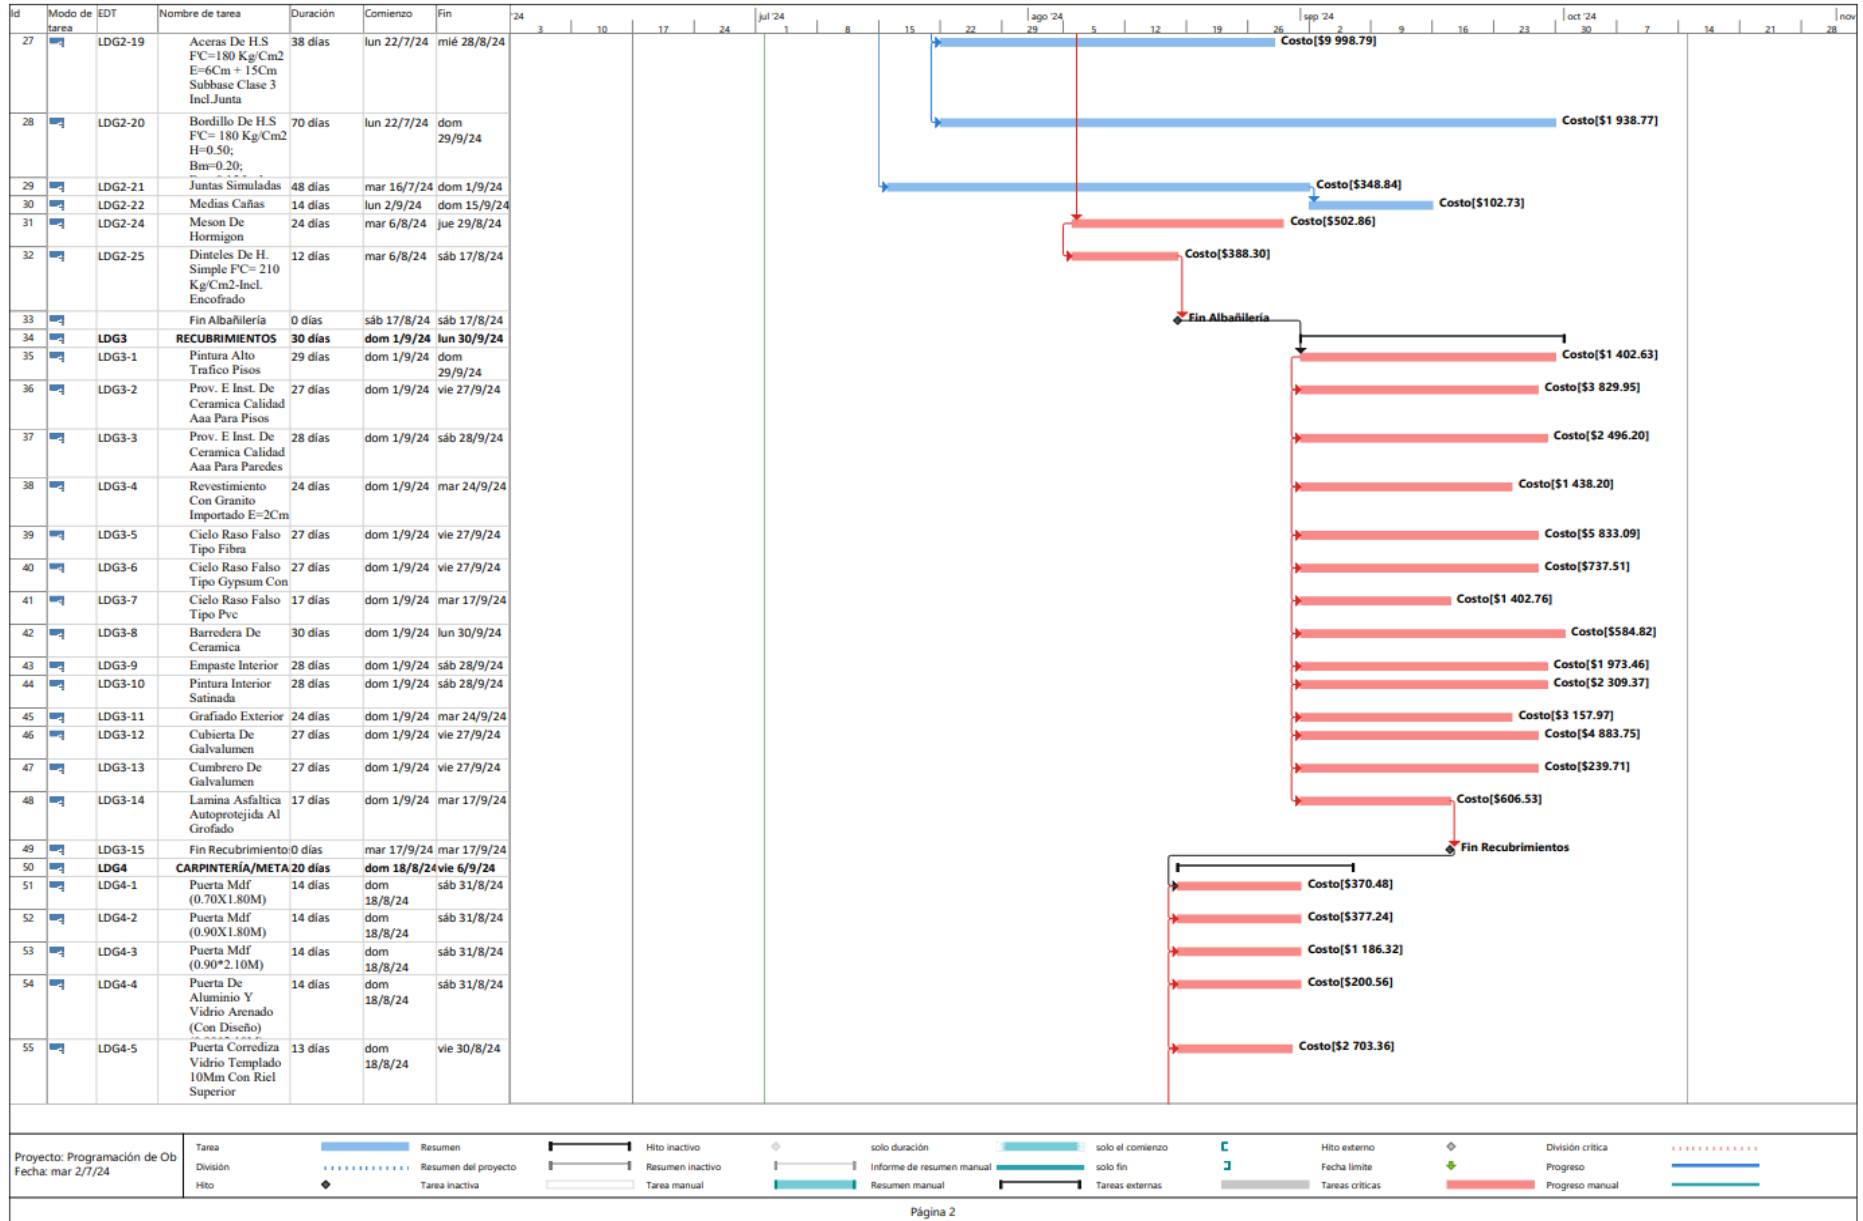 Id Modo de tarea EDT Nombre de tarea Duración Comienzo Fin
'24 jul '24 ago '24 sep '24 oct '24 nov
3 10 17 24 1 8 15 22 29 5 12 19 26 2 9 16 23 30 7 14 21 28
27 LDG2-19 Aceras De H.S 38 días lun 22/7/24 mié 28/8/24 Costo[$9 998.79]
F'C=180 Kg/Cm2
E=6Cm + 15Cm
Subbase Clase 3
Incl.Junta
28 LDG2-20 Bordillo De H.S 70 días lun 22/7/24 dom 29/9/24 Costo[$1 938.77]
F'C= 180 Kg/Cm2
H=0.50;
Bm=0.20;
29 LDG2-21 Juntas Simuladas 48 días mar 16/7/24 dom 1/9/24 Costo[$348.84]
30 LDG2-22 Medias Cañas 14 días lun 2/9/24 dom 15/9/24 Costo[$102.73]
31 LDG2-24 Meson De 24 días mar 6/8/24 jue 29/8/24 Costo[$502.86]
Hormigon
32 LDG2-25 Dinteles De H. 12 días mar 6/8/24 sáb 17/8/24 Costo[$388.30]
Simple F'C= 210
Kg/Cm2-Incl.
Encofrado
33 Fin Albañilería 0 días sáb 17/8/24 sáb 17/8/24 Fin Albañilería
34 LDG3 RECUBRIMIENTOS 30 días dom 1/9/24 lun 30/9/24
35 LDG3-1 Pintura Alto 29 días dom 1/9/24 dom 29/9/24 Costo[$1 402.63]
Trafico Pisos
36 LDG3-2 Prov. E Inst. De 27 días dom 1/9/24 vie 27/9/24 Costo[$3 829.95]
Ceramica Calidad
Aaa Para Pisos
37 LDG3-3 Prov. E Inst. De 28 días dom 1/9/24 sáb 28/9/24 Costo[$2 496.20]
Ceramica Calidad
Aaa Para Paredes
38 LDG3-4 Revestimiento 24 días dom 1/9/24 mar 24/9/24 Costo[$1 438.20]
Con Granito
Importado E=2Cm
39 LDG3-5 Cielo Raso Falso 27 días dom 1/9/24 vie 27/9/24 Costo[$5 833.09]
Tipo Fibra
40 LDG3-6 Cielo Raso Falso 27 días dom 1/9/24 vie 27/9/24 Costo[$737.51]
Tipo Gypsum Con
41 LDG3-7 Cielo Raso Falso 17 días dom 1/9/24 mar 17/9/24 Costo[$1 402.76]
Tipo Pvc
42 LDG3-8 Barredera De 30 días dom 1/9/24 lun 30/9/24 Costo[$584.82]
Ceramica
43 LDG3-9 Empaste Interior 28 días dom 1/9/24 sáb 28/9/24 Costo[$1 973.46]
44 LDG3-10 Pintura Interior 28 días dom 1/9/24 sáb 28/9/24 Costo[$2 309.37]
Satinada
45 LDG3-11 Grafiado Exterior 24 días dom 1/9/24 mar 24/9/24 Costo[$3 157.97]
46 LDG3-12 Cubierta De 27 días dom 1/9/24 vie 27/9/24 Costo[$4 883.75]
Galvalumen
47 LDG3-13 Cumbrero De 27 días dom 1/9/24 vie 27/9/24 Costo[$239.71]
Galvalumen
48 LDG3-14 Lamina Asfaltica 17 días dom 1/9/24 mar 17/9/24 Costo[$606.53]
Autoprotejida Al
Grofado
49 LDG3-15 Fin Recubrimiento 0 días mar 17/9/24 mar 17/9/24 Fin Recubrimientos
50 LDG4 CARPINTERÍA/META 20 días dom 18/8/24 vie 6/9/24
51 LDG4-1 Puerta Mdf 14 días dom 18/8/24 sáb 31/8/24 Costo[$370.48]
(0.70X1.80M)
52 LDG4-2 Puerta Mdf 14 días dom 18/8/24 sáb 31/8/24 Costo[$377.24]
(0.90X1.80M)
53 LDG4-3 Puerta Mdf 14 días dom 18/8/24 sáb 31/8/24 Costo[$1 186.32]
(0.90*2.10M)
54 LDG4-4 Puerta De 14 días dom 18/8/24 sáb 31/8/24 Costo[$200.56]
Aluminio Y
Vidrio Arenado
(Con Diseño)
55 LDG4-5 Puerta Corrediza 13 días dom 18/8/24 vie 30/8/24 Costo[$2 703.36]
Vidrio Templado
10Mm Con Riel
Superior
Proyecto: Programación de Ob
Fecha: mar 2/7/24
Tarea Resumen Hito inactivo solo duración solo el comienzo Hito externo División crítica
División Resumen del proyecto Resumen inactivo Informe de resumen manual solo fin Fecha límite Progreso
Hito Tarea inactiva Tarea manual Resumen manual Tareas externas Tareas críticas Progreso manual
Página 2